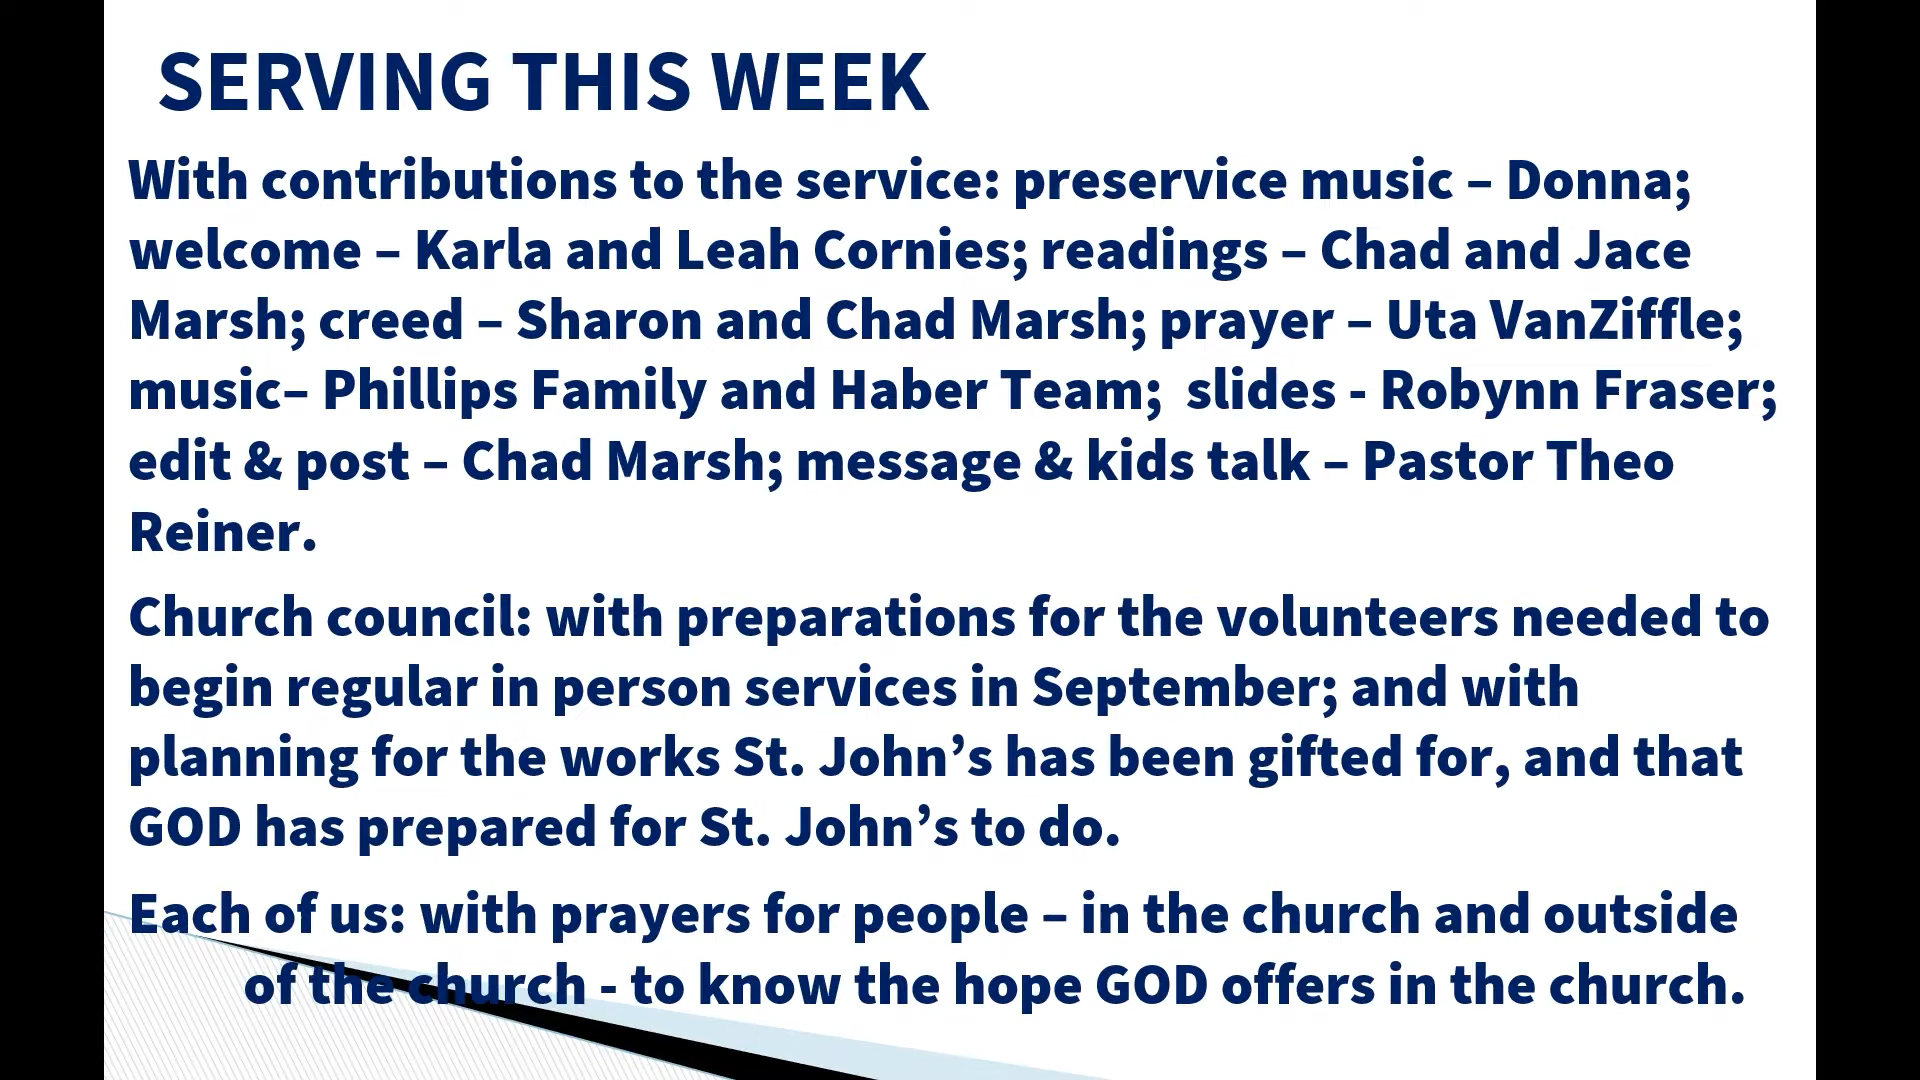 SERVING THIS WEEK
With contributions to the service: preservice music – Donna;
welcome – Karla and Leah Cornies; readings – Chad and Jace
Marsh; creed – Sharon and Chad Marsh; prayer – Uta VanZiffle;
music– Phillips Family and Haber Team;  slides - Robynn Fraser;
edit & post – Chad Marsh; message & kids talk – Pastor Theo
Reiner.
Church council: with preparations for the volunteers needed to
begin regular in person services in September; and with
planning for the works St. John’s has been gifted for, and that
GOD has prepared for St. John’s to do.
Each of us: with prayers for people – in the church and outside
of the church - to know the hope GOD offers in the church.